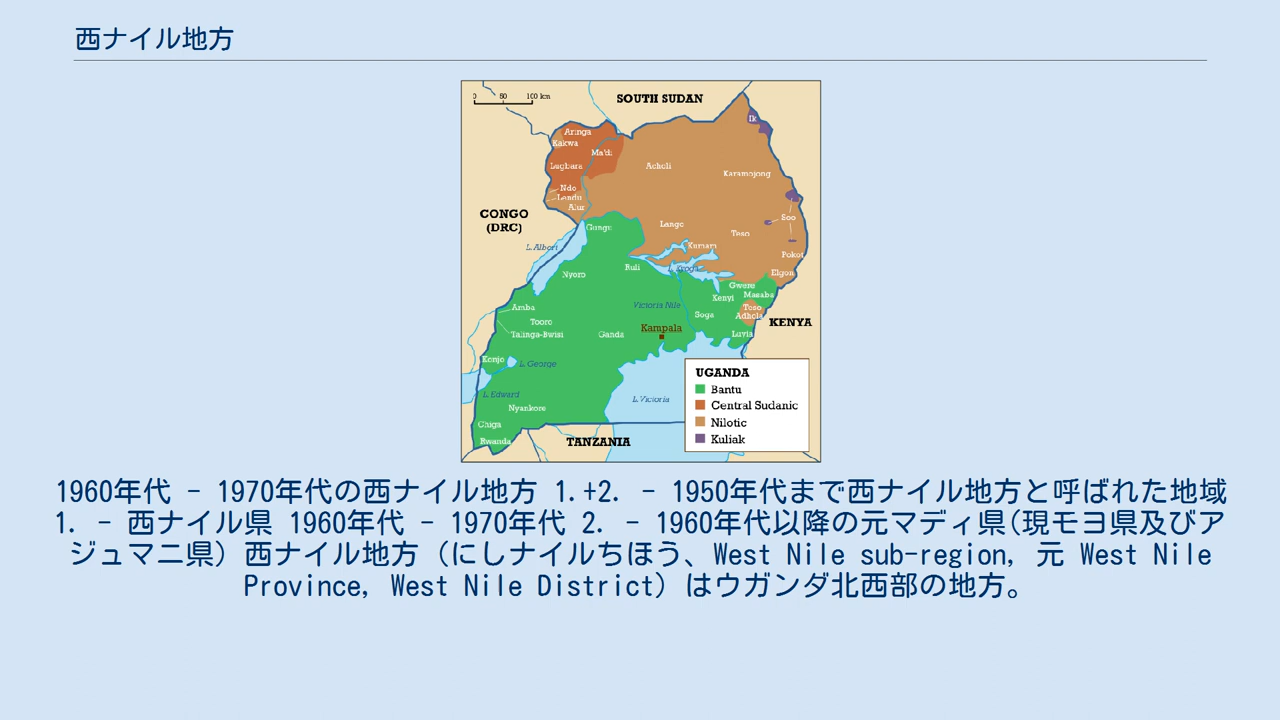 西ナイル地方
0 50 100 km
SOUTH SUDAN
Ik
Aringa
Kakwa
Ma'di
Lugbara
Acholi
Karamojong
Ndo
Lendu
Alur
CONGO
(DRC)
Soo
Gungu
Lango
Teso
L. Albert
Kumam
Pokot
Nyoro
Ruli
L. Kyoga
Elgon
Gwere
Kenyi
Masaba
Amba
Victoria Nile
Teso
Tooro
Soga
Adhola
KENYA
Talinga-Bwisi
Ganda
Kampala
Luyia
Konjo
L. George
UGANDA
Bantu
L. Edward
L. Victoria
Central Sudanic
Nyankore
Nilotic
Chiga
Kuliak
Rwanda
TANZANIA
1960年代 - 1970年代の西ナイル地方 1.+2. - 1950年代まで西ナイル地方と呼ばれた地域
1. - 西ナイル県 1960年代 - 1970年代 2. - 1960年代以降の元マディ県(現モヨ県及びア
ジュマニ県) 西ナイル地方 (にしナイルちほう、West Nile sub-region, 元 West Nile
Province, West Nile District) はウガンダ北西部の地方。